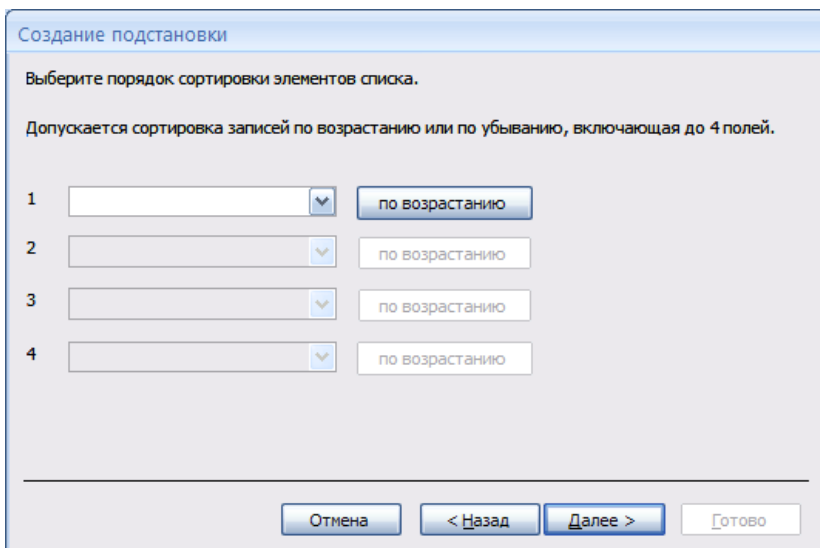 Создание подстановки
Выберите порядок сортировки элементов списка.
Допускается сортировка записей по возрастанию или по убыванию, включающая до 4 полей.
1 по возрастанию
2 по возрастанию
3 по возрастанию
4 по возрастанию
Отмена < Назад Далее > Готово